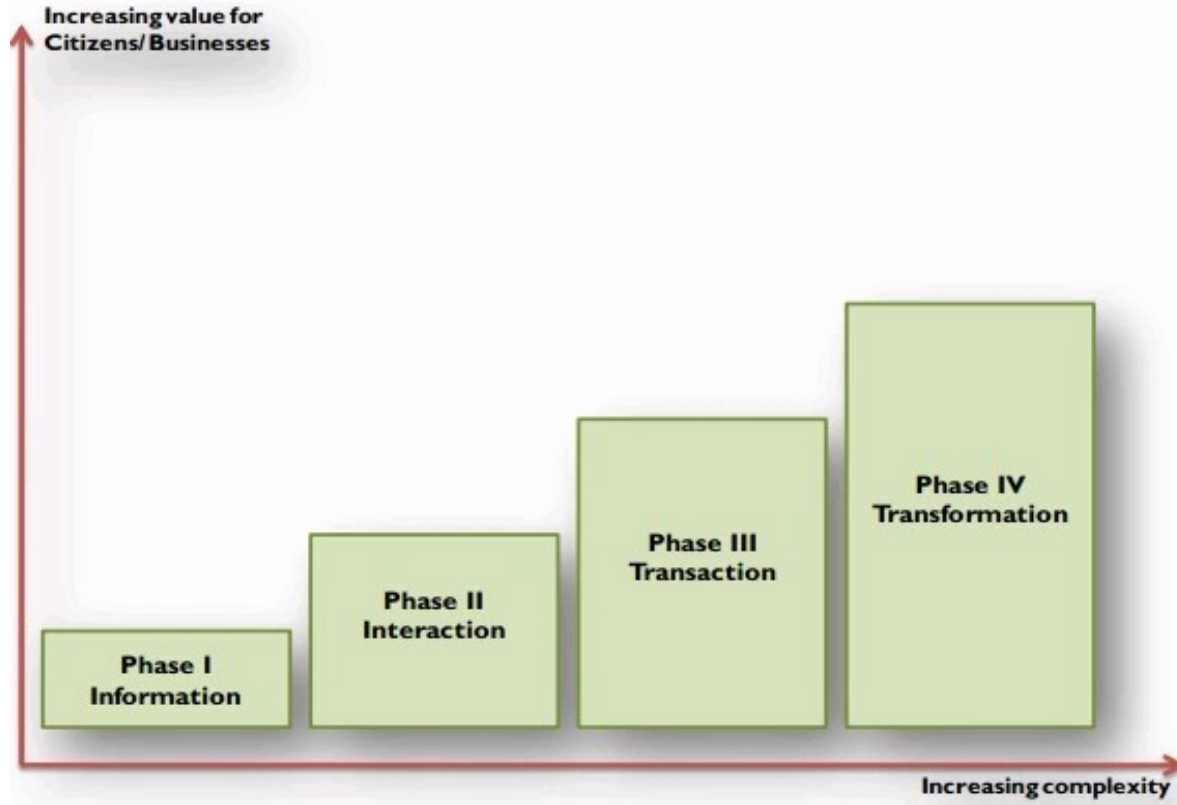 Increasing value for
Citizens/ Businesses
Phase I
Information
Phase II
Interaction
Phase III
Transaction
Phase IV
Transformation
Increasing complexity